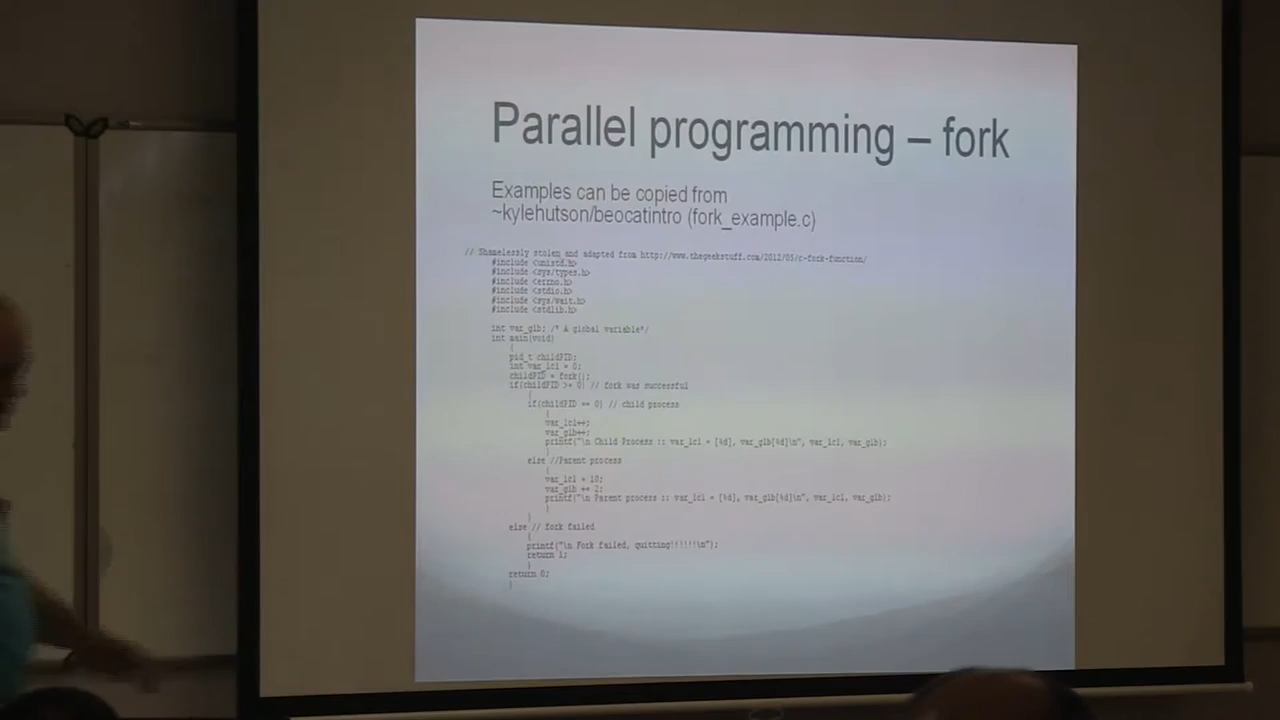 Parallel programming – fork
Examples can be copied from
~kylehutson/beocatintro (fork_example.c)
// Shamelessly stolen and adapted from http://www.thegeekstuff.com/2012/05/c-fork-function/
#include <unistd.h>
#include <sys/types.h>
#include <errno.h>
#include <stdio.h>
#include <sys/wait.h>
#include <stdlib.h>
int var_glb; /* A global variable*/
int main(void)
{
pid_t childPID;
int var_lcl = 0;
childPID = fork();
if(childPID >= 0) // fork was successful
{
if(childPID == 0) // child process
{
var_lcl++;
var_glb++;
printf("\n Child Process :: var_lcl = [%d], var_glb[%d]\n", var_lcl, var_glb);
}
else //Parent process
{
var_lcl = 10;
var_glb += 2;
printf("\n Parent process :: var_lcl = [%d], var_glb[%d]\n", var_lcl, var_glb);
}
}
else // fork failed
{
printf("\n Fork failed, quitting!!!!!!\n");
return 1;
}
return 0;
}